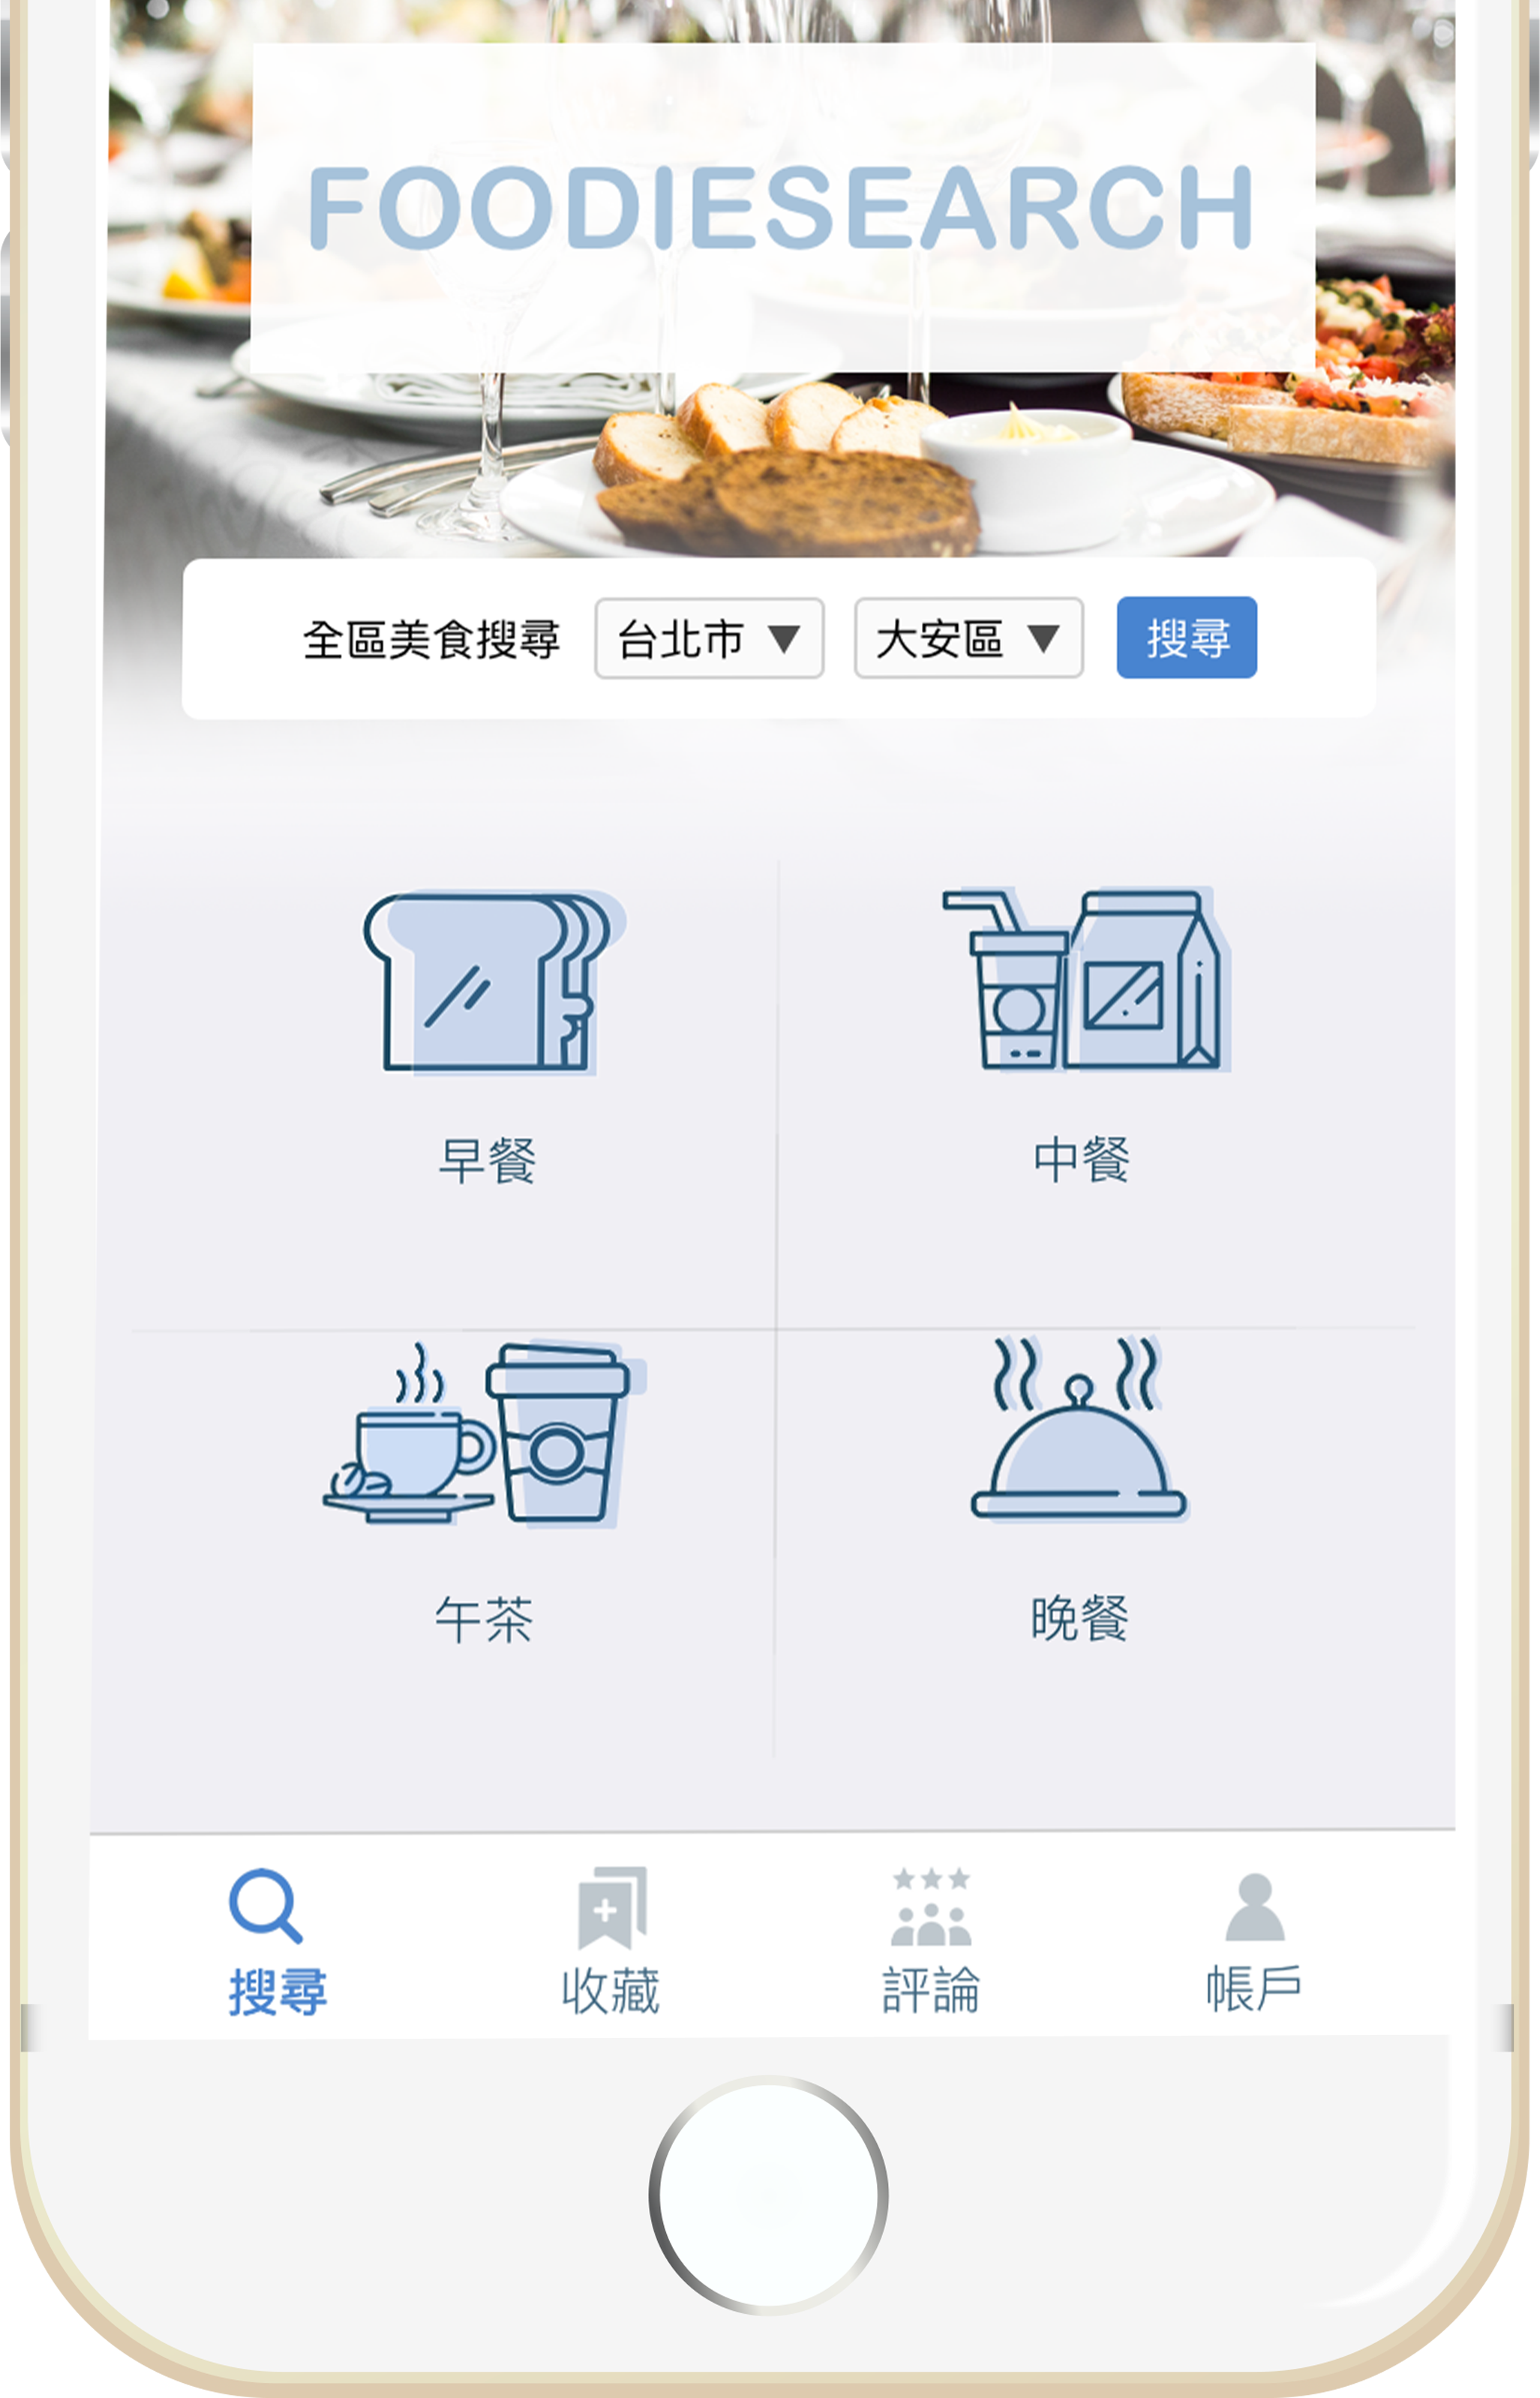 FOODIESEARCH
全區美食搜尋 台北市 ▼ 大安區 ▼ 搜尋
早餐 中餐
午茶 晚餐
搜尋 收藏 評論 帳戶